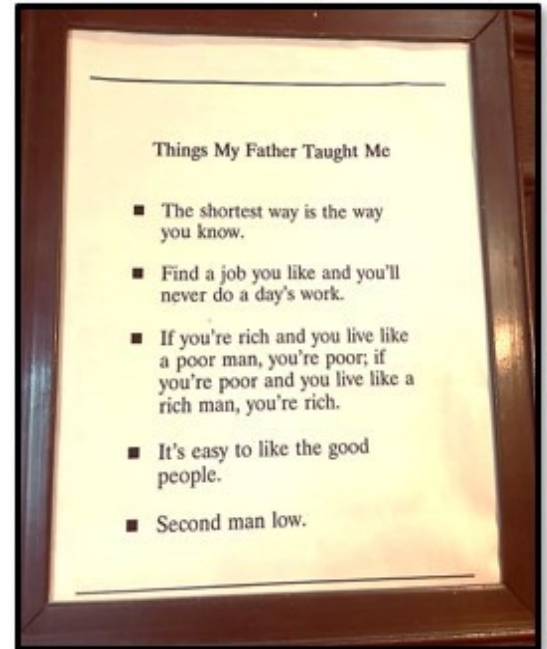 Things My Father Taught Me
■ The shortest way is the way
you know.
■ Find a job you like and you'll
never do a day's work.
■ If you're rich and you live like
a poor man, you're poor; if
you're poor and you live like a
rich man, you're rich.
■ It's easy to like the good
people.
■ Second man low.